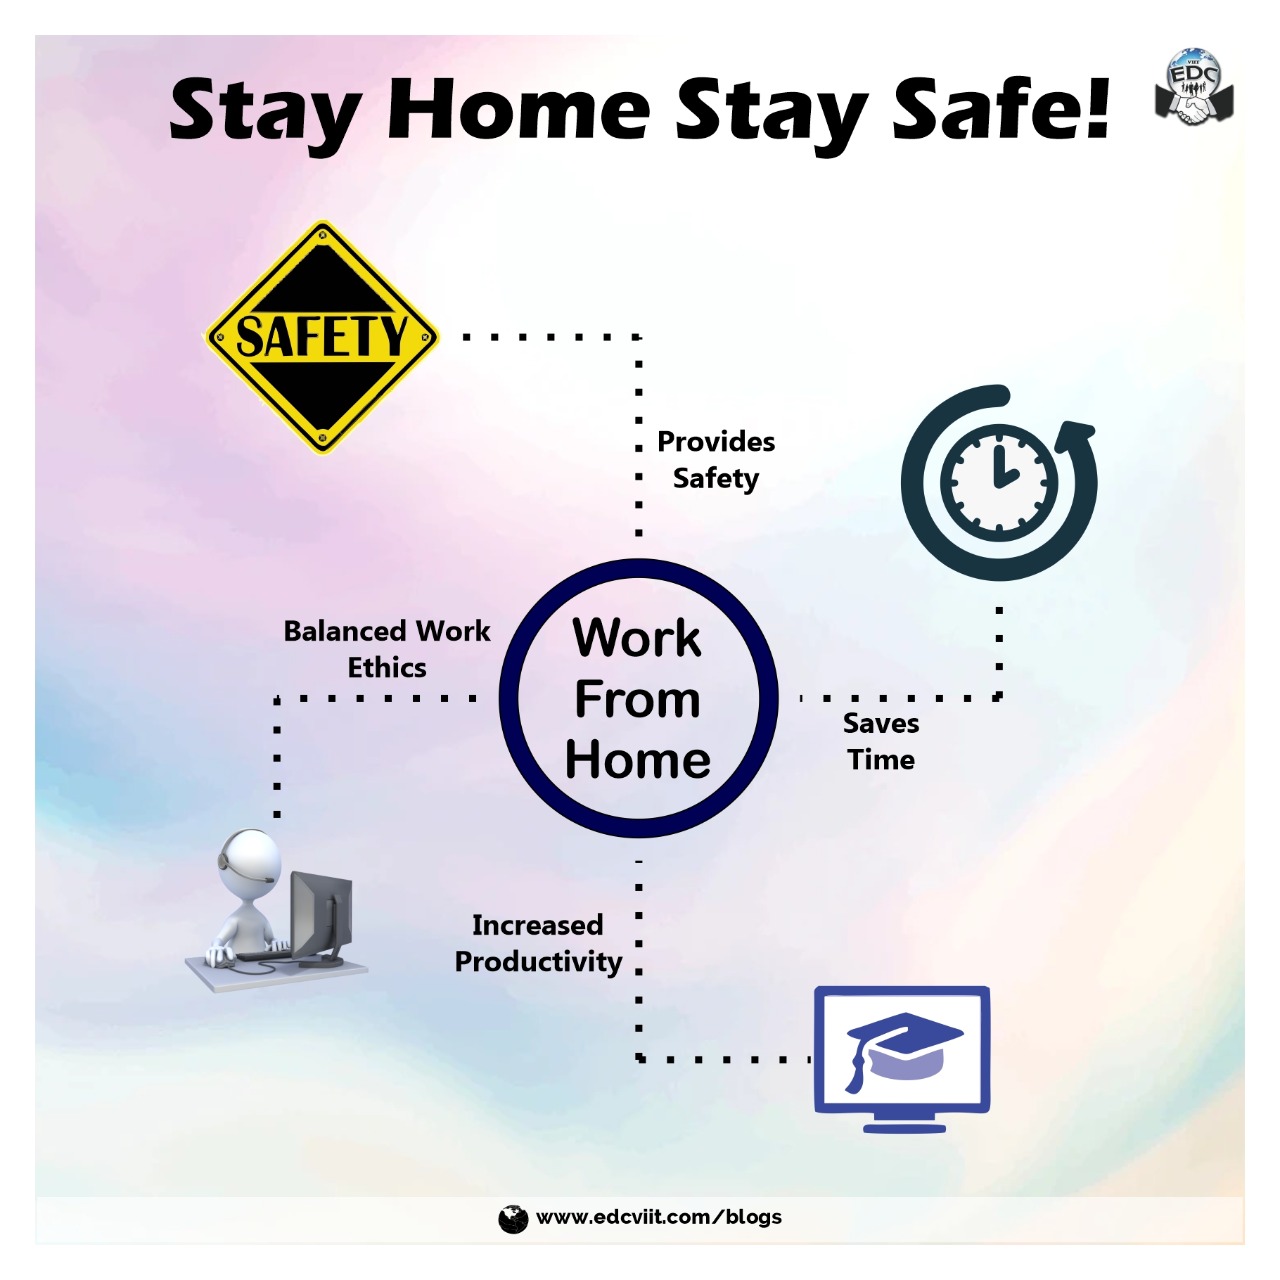 Stay Home Stay Safe!
VIIT
EDC
SAFETY
Provides
Safety
Balanced Work
Ethics
Work
From
Home
Saves
Time
Increased
Productivity
www.edcviit.com/blogs